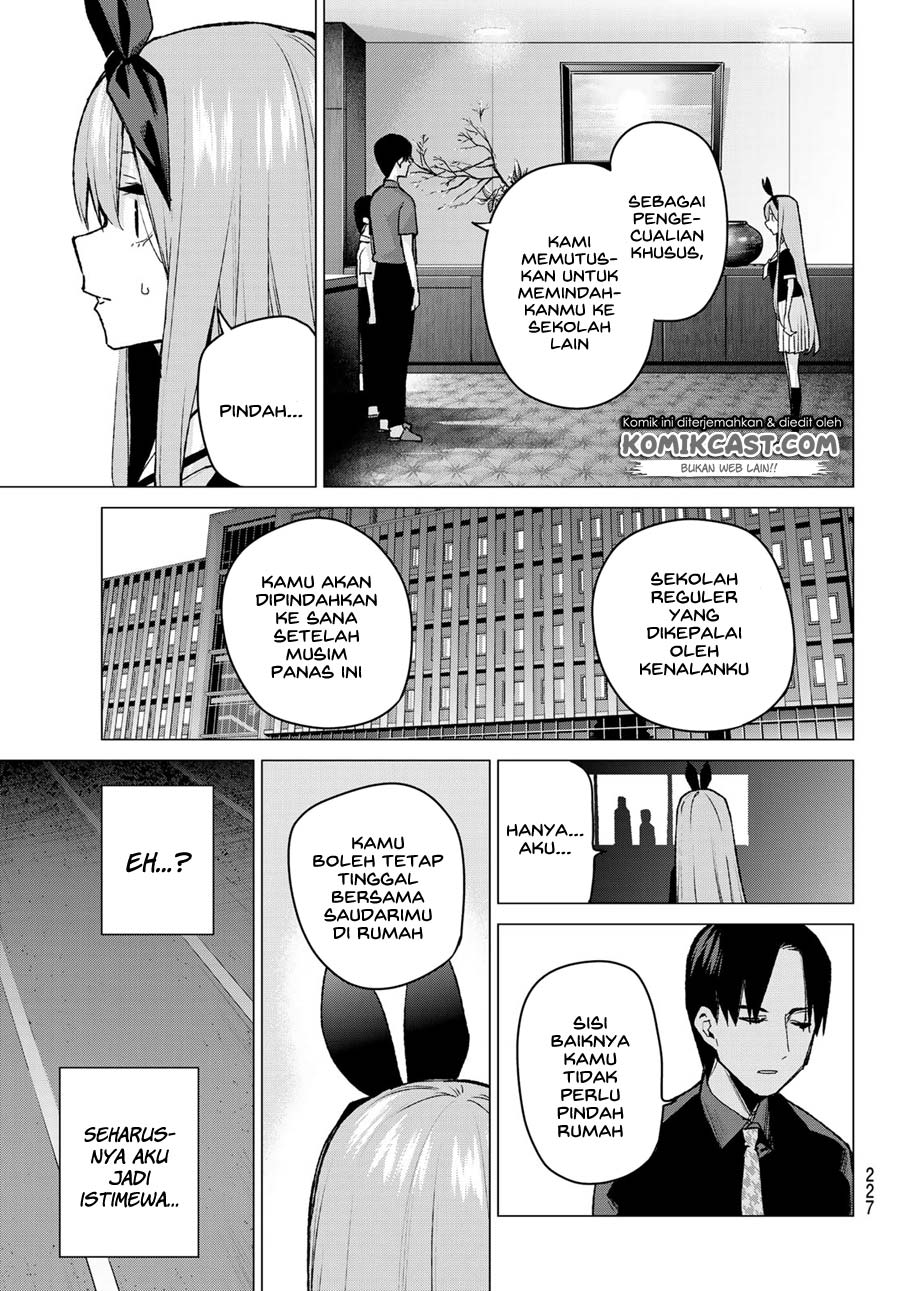 SEBAGAI
PENGE-
CUALIAN
KHUSUS,
KAMI
MEMUTUS-
KAN UNTUK
MEMINDAH-
KANMU KE
SEKOLAH
LAIN
Komik ini diterjemahkan & diedit oleh
KOMIKCAST.COM
BUKAN WEB LAIN!!
PINDAH...
SEKOLAH
REGULER
YANG
DIKEPALAI
OLEH
KENALANKU
KAMU AKAN
DIPINDAHKAN
KE SANA
SETELAH
MUSIM
PANAS INI
HANYA...
AKU...
SISI
BAIKNYA
KAMU
TIDAK
PERLU
PINDAH
RUMAH
KAMU
BOLEH TETAP
TINGGAL
BERSAMA
SAUDARIMU
DI RUMAH
EH...?
SEHARUS-
NYA AKU
JADI
ISTIMEWA...
227